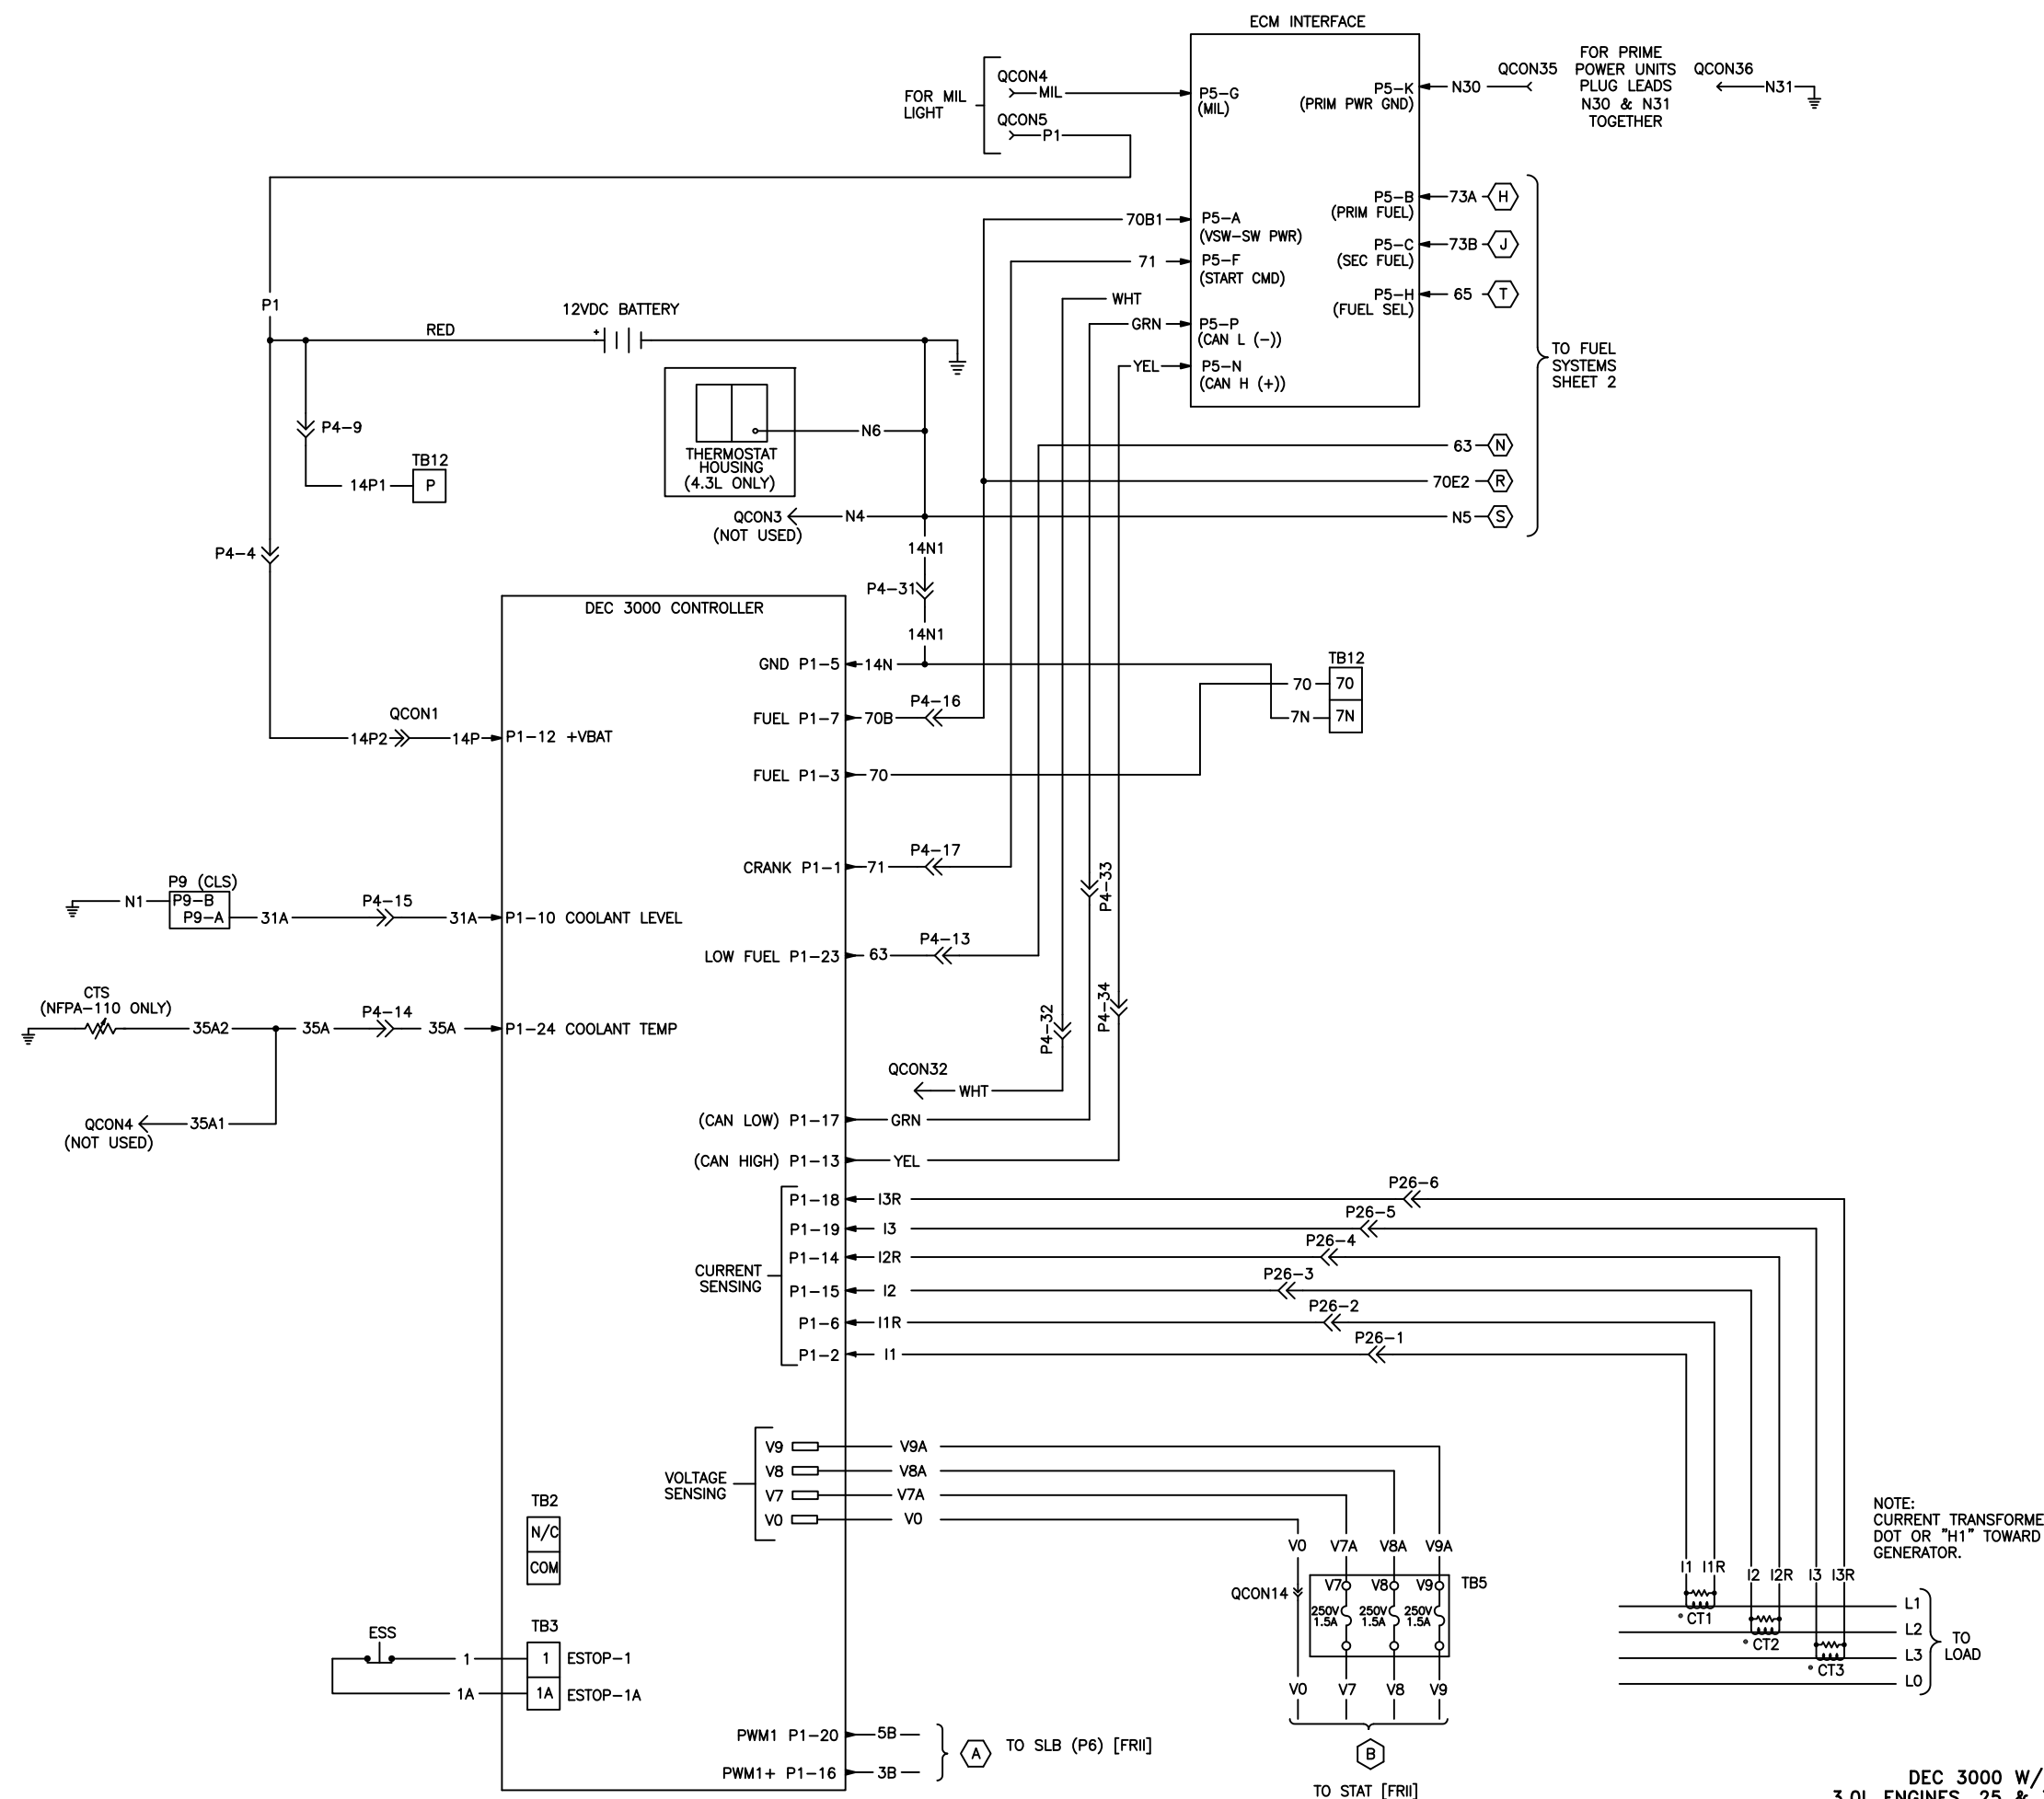 ECM INTERFACE
FOR MIL
LIGHT
QCON4
MIL
QCON5
P1
P5-G
(MIL)
P5-K
(PRIM PWR GND)
N30
QCON35
FOR PRIME
POWER UNITS
PLUG LEADS
N30 & N31
TOGETHER
QCON36
N31
P5-B
(PRIM FUEL)
73A
H
70B1
P5-A
(VSW-SW PWR)
P5-C
(SEC FUEL)
73B
J
71
P5-F
(START CMD)
P5-H
(FUEL SEL)
65
T
WHT
GRN
P5-P
(CAN L (-))
YEL
P5-N
(CAN H (+))
TO FUEL
SYSTEMS
SHEET 2
63
N
70E2
R
N5
S
P1
RED
12VDC BATTERY
+
P4-9
TB12
14P1
P
THERMOSTAT
HOUSING
(4.3L ONLY)
N6
QCON3
(NOT USED)
N4
14N1
P4-31
14N1
P4-4
DEC 3000 CONTROLLER
GND P1-5
14N
FUEL P1-7
70B
P4-16
TB12
70
70
7N
7N
QCON1
14P2
14P
P1-12 +VBAT
FUEL P1-3
70
CRANK P1-1
71
P4-17
P9 (CLS)
N1
P9-B
P9-A
31A
P4-15
31A
P1-10 COOLANT LEVEL
P4-33
LOW FUEL P1-23
63
P4-13
CTS
(NFPA-110 ONLY)
35A2
35A
P4-14
35A
P1-24 COOLANT TEMP
P4-32
P4-34
QCON32
WHT
QCON4
(NOT USED)
35A1
(CAN LOW) P1-17
GRN
(CAN HIGH) P1-13
YEL
CURRENT
SENSING
P1-18
I3R
P26-6
P1-19
I3
P26-5
P1-14
I2R
P26-4
P1-15
I2
P26-3
P1-6
I1R
P26-2
P1-2
I1
P26-1
VOLTAGE
SENSING
V9
V9A
V8
V8A
V7
V7A
V0
V0
TB2
N/C
COM
V0
V7A
V8A
V9A
QCON14
V7
V8
V9
TB5
250V
1.5A
250V
1.5A
250V
1.5A
V0
V7
V8
V9
B
TO STAT [FRII]
NOTE:
CURRENT TRANSFORME
DOT OR "H1" TOWARD
GENERATOR.
I1
I1R
I2
I2R
I3
I3R
CT1
CT2
CT3
L1
L2
L3
L0
TO
LOAD
ESS
1
1A
TB3
1
ESTOP-1
1A
ESTOP-1A
PWM1 P1-20
5B
PWM1+ P1-16
3B
A
TO SLB (P6) [FRII]
DEC 3000 W/